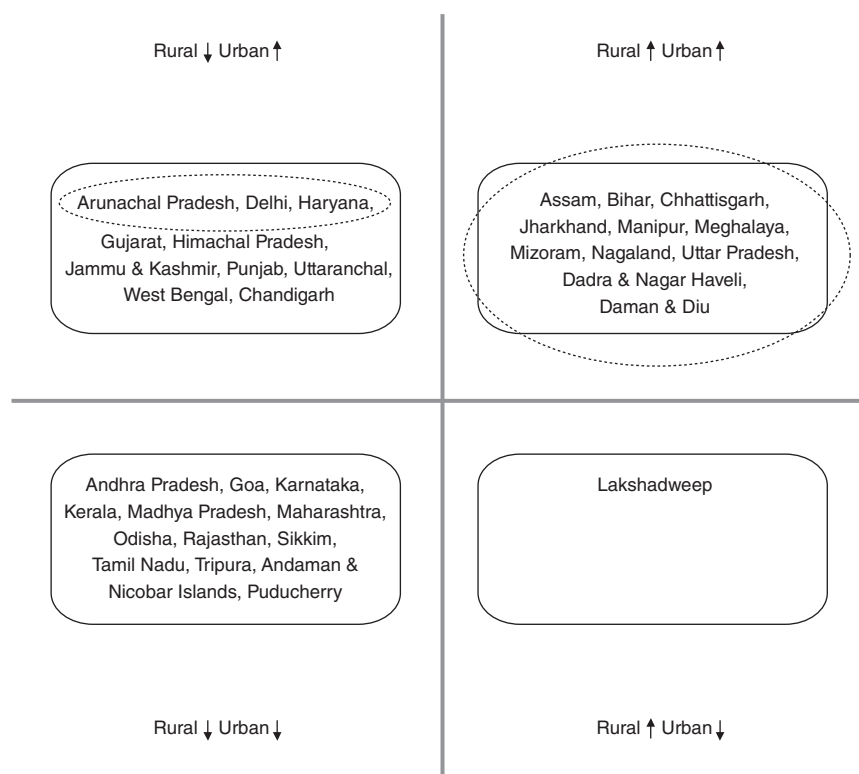 Rural ↓ Urban ↑
Rural ↑ Urban ↑
Arunachal Pradesh, Delhi, Haryana,
Gujarat, Himachal Pradesh,
Jammu & Kashmir, Punjab, Uttaranchal,
West Bengal, Chandigarh
Assam, Bihar, Chhattisgarh,
Jharkhand, Manipur, Meghalaya,
Mizoram, Nagaland, Uttar Pradesh,
Dadra & Nagar Haveli,
Daman & Diu
Andhra Pradesh, Goa, Karnataka,
Kerala, Madhya Pradesh, Maharashtra,
Odisha, Rajasthan, Sikkim,
Tamil Nadu, Tripura, Andaman &
Nicobar Islands, Puducherry
Lakshadweep
Rural ↓ Urban ↓
Rural ↑ Urban ↓